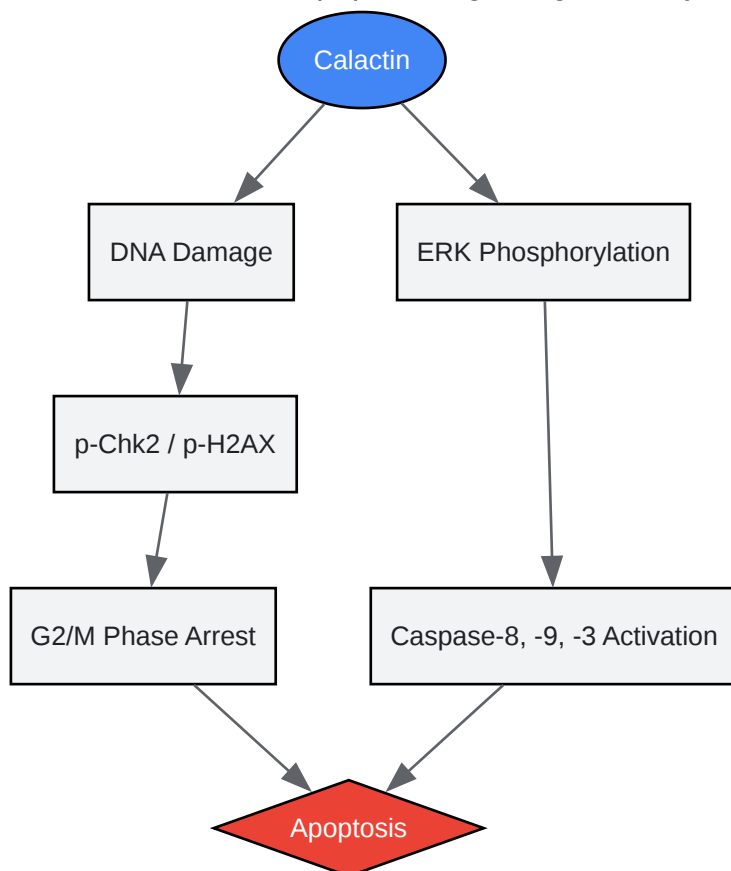 Calactin
DNA Damage
ERK Phosphorylation
p-Chk2 / p-H2AX
G2/M Phase Arrest
Caspase-8, -9, -3 Activation
Apoptosis